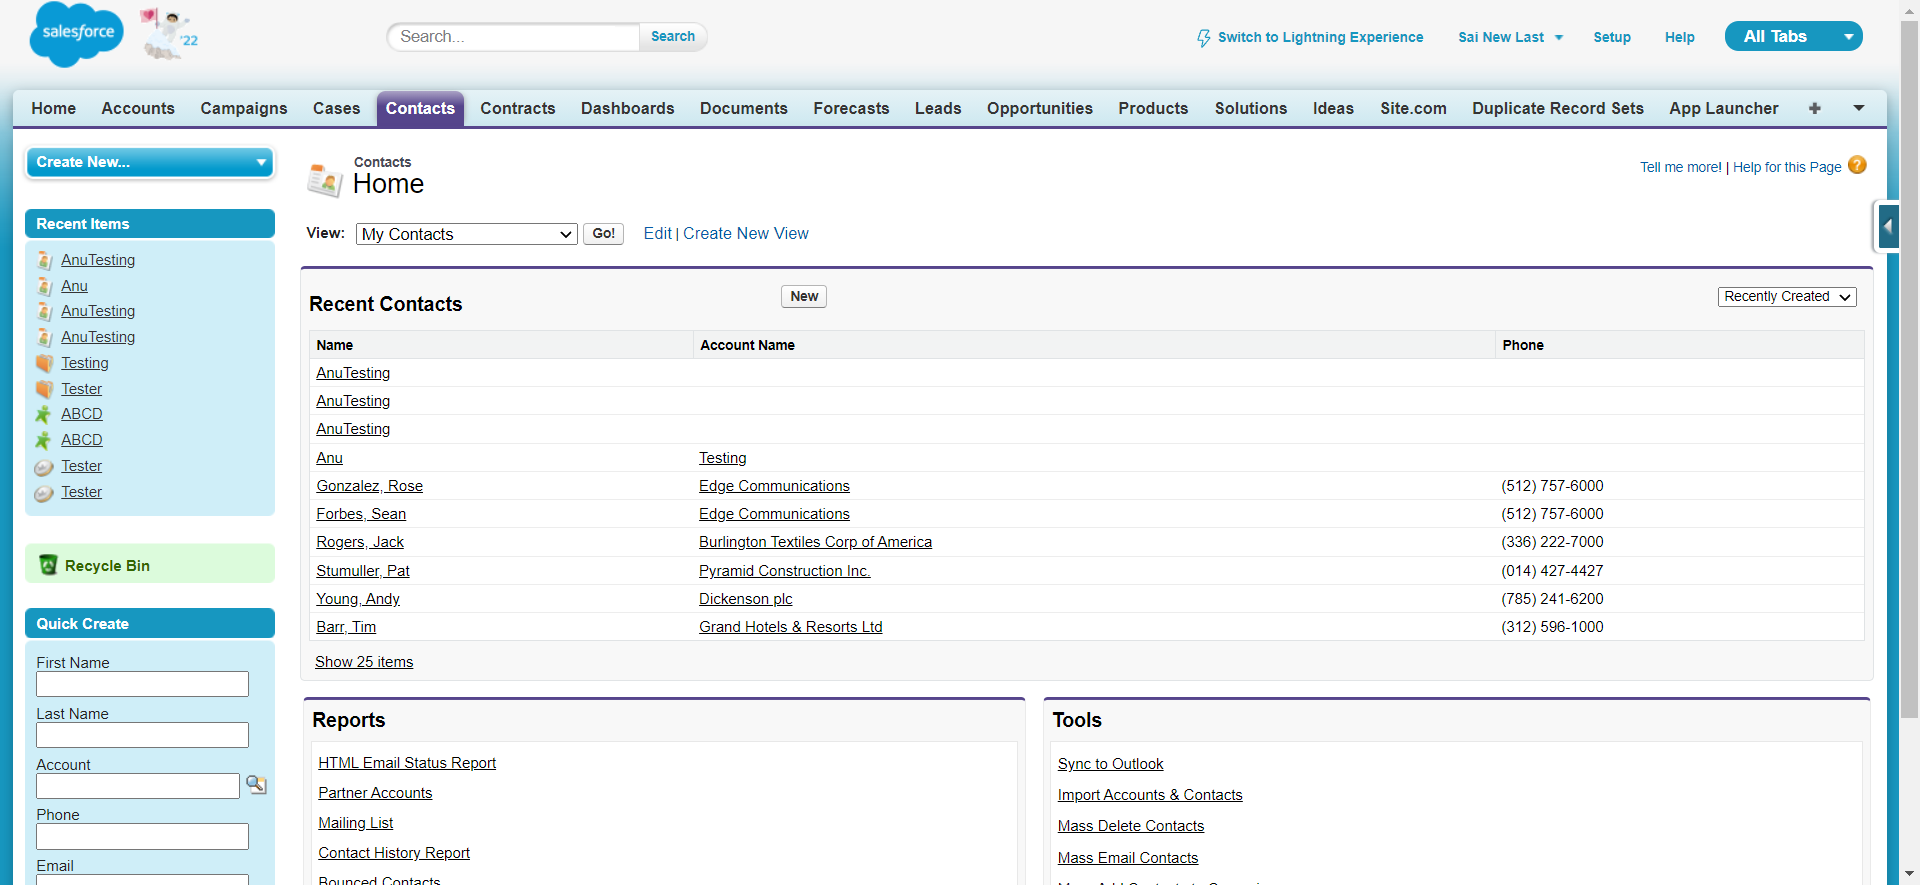 salesforce
'22
Search...
Search
Switch to Lightning Experience
Sai New Last
Setup
Help
All Tabs
Home Accounts Campaigns Cases Contacts Contracts Dashboards Documents Forecasts Leads Opportunities Products Solutions Ideas Site.com Duplicate Record Sets App Launcher +
Create New...
Recent Items
AnuTesting
Anu
AnuTesting
AnuTesting
Testing
Tester
ABCD
ABCD
Tester
Tester
Recycle Bin
Quick Create
First Name
Last Name
Account
Phone
Email
Contacts
Home
Tell me more! | Help for this Page ?
View: My Contacts Go! Edit | Create New View
Recent Contacts New Recently Created
Name Account Name Phone
AnuTesting
AnuTesting
AnuTesting
Anu Testing
Gonzalez, Rose Edge Communications (512) 757-6000
Forbes, Sean Edge Communications (512) 757-6000
Rogers, Jack Burlington Textiles Corp of America (336) 222-7000
Stumuller, Pat Pyramid Construction Inc. (014) 427-4427
Young, Andy Dickenson plc (785) 241-6200
Barr, Tim Grand Hotels & Resorts Ltd (312) 596-1000
Show 25 items
Reports
HTML Email Status Report
Partner Accounts
Mailing List
Contact History Report
Bounced Contacts
Tools
Sync to Outlook
Import Accounts & Contacts
Mass Delete Contacts
Mass Email Contacts